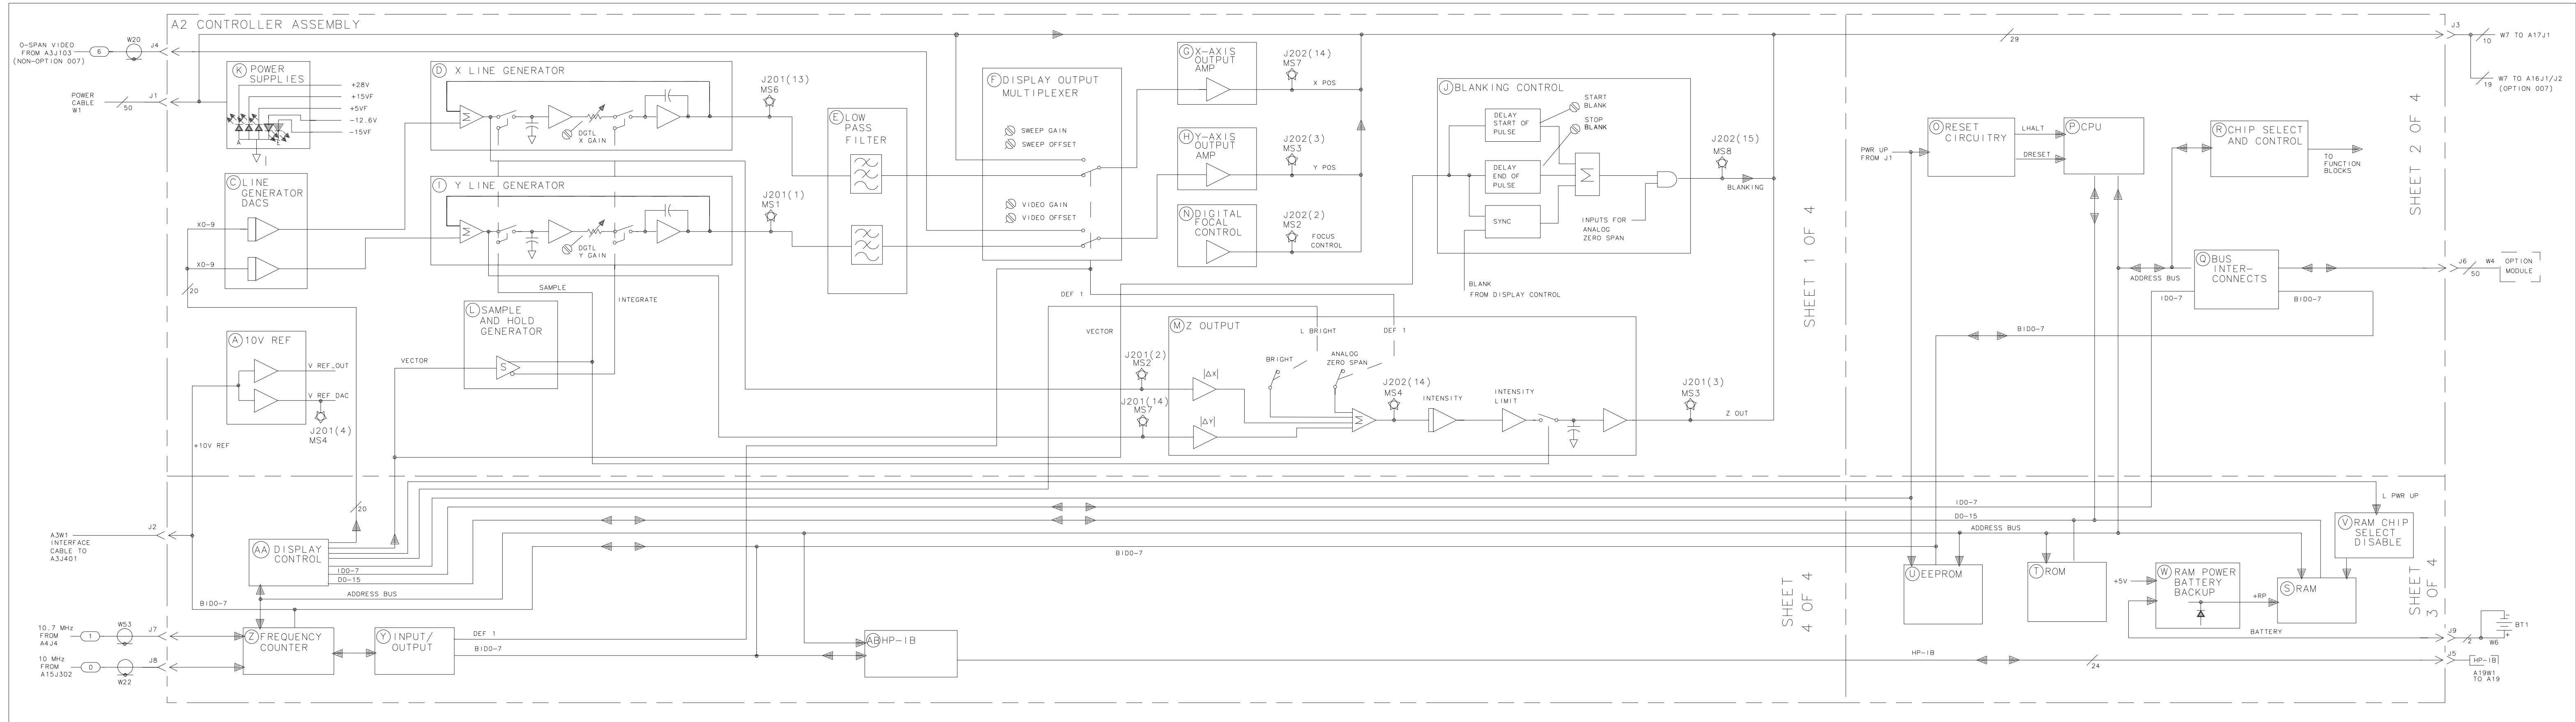 A2 CONTROLLER ASSEMBLY
0-SPAN VIDEO
FROM A3J103
(NON-OPTION 007)
6
W20
J4
POWER
CABLE
W1
50
J1
K POWER
SUPPLIES
+28V
+15VF
+5VF
-12.6V
-15VF
A
E
C LINE
GENERATOR
DACS
X0-9
X0-9
20
A 10V REF
V REF_OUT
V REF DAC
J201(4)
MS4
+10V REF
D X LINE GENERATOR
Σ
DGTL
X GAIN
J201(13)
MS6
I Y LINE GENERATOR
Σ
DGTL
Y GAIN
J201(1)
MS1
SAMPLE
INTEGRATE
L SAMPLE
AND HOLD
GENERATOR
S
VECTOR
E LOW
PASS
FILTER
F DISPLAY OUTPUT
MULTIPLEXER
SWEEP GAIN
SWEEP OFFSET
VIDEO GAIN
VIDEO OFFSET
DEF 1
VECTOR
G X-AXIS
OUTPUT
AMP
J202(14)
MS7
X POS
H Y-AXIS
OUTPUT
AMP
J202(3)
MS3
Y POS
N DIGITAL
FOCAL
CONTROL
J202(2)
MS2
FOCUS
CONTROL
J BLANKING CONTROL
DELAY
START OF
PULSE
START
BLANK
STOP
BLANK
DELAY
END OF
PULSE
SYNC
Σ
INPUTS FOR
ANALOG
ZERO SPAN
BLANK
FROM DISPLAY CONTROL
J202(15)
MS8
BLANKING
M Z OUTPUT
L BRIGHT
DEF 1
BRIGHT
ANALOG
ZERO SPAN
J201(2)
MS2
J201(14)
MS7
|ΔX|
|ΔY|
Σ
J202(14)
MS4
INTENSITY
INTENSITY
LIMIT
J201(3)
MS3
Z OUT
SHEET 1 OF 4
29
J3
10
W7 TO A17J1
19
W7 TO A16J1/J2
(OPTION 007)
PWR UP
FROM J1
O RESET
CIRCUITRY
LHALT
DRESET
P CPU
R CHIP SELECT
AND CONTROL
TO
FUNCTION
BLOCKS
SHEET 2 OF 4
ADDRESS BUS
Q BUS
INTER-
CONNECTS
ID0-7
BID0-7
BID0-7
J6
50
W4
OPTION
MODULE
A3W1
INTERFACE
CABLE TO
A3J401
J2
20
AA DISPLAY
CONTROL
ID0-7
D0-15
ADDRESS BUS
BID0-7
10.7 MHz
FROM
A4J4
1
W53
J7
10 MHz
FROM
A15J302
0
W22
J8
Z FREQUENCY
COUNTER
Y INPUT/
OUTPUT
DEF 1
BID0-7
AB HP-IB
BID0-7
SHEET
4 OF 4
ID0-7
D0-15
ADDRESS BUS
L PWR UP
V RAM CHIP
SELECT
DISABLE
U EEPROM
T ROM
+5V
W RAM POWER
BATTERY
BACKUP
+RP
S RAM
BATTERY
SHEET
3 OF 4
HP-IB
24
J9
2
W6
-
+
BT1
J5
HP-IB
A19W1
TO A19